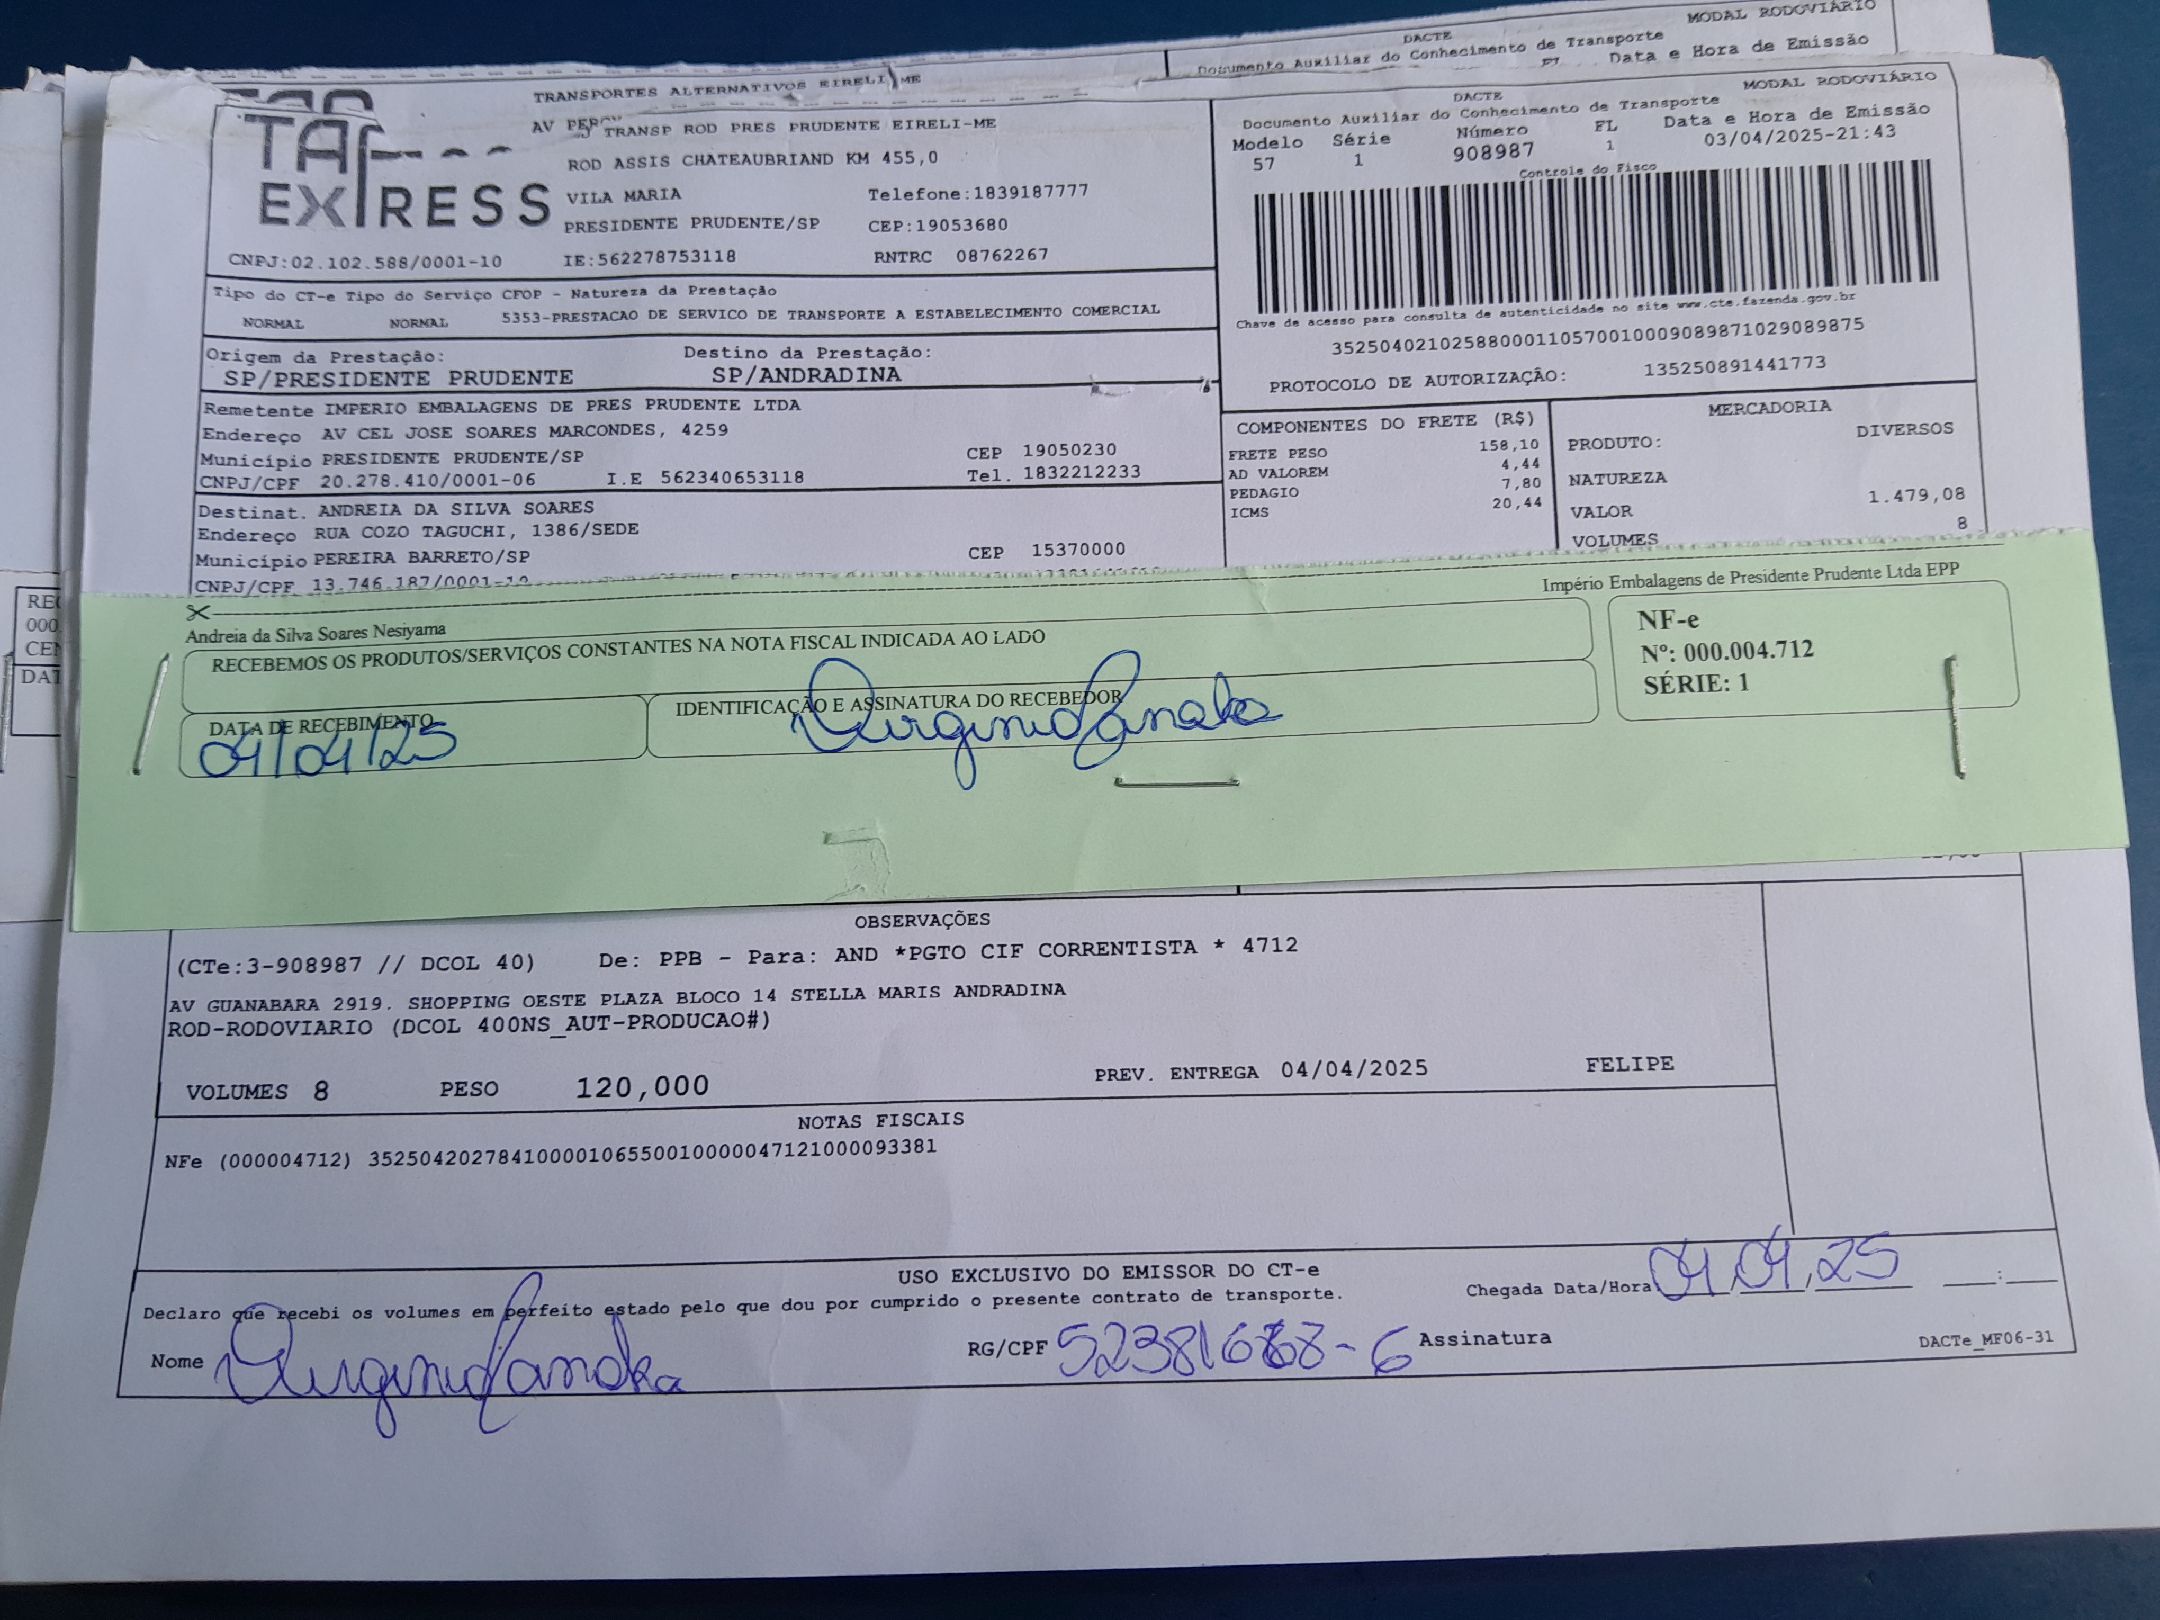 MODAL RODOVIÁRIO
DACTE
Documento Auxiliar do Conhecimento de Transporte
Data e Hora de Emissão
TRANSPORTES ALTERNATIVOS EIRELI ME
AV
TRANSP ROD PRES PRUDENTE EIRELI-ME
ROD ASSIS CHATEAUBRIAND KM 455,0
EXPRESS
VILA MARIA Telefone:1839187777
PRESIDENTE PRUDENTE/SP CEP:19053680
CNPJ:02.102.588/0001-10 IE:562278753118 RNTRC 08762267
MODAL RODOVIÁRIO
DACTE
Documento Auxiliar do Conhecimento de Transporte
Modelo Série Número FL Data e Hora de Emissão
57 1 908987 1 03/04/2025-21:43
Controle do Fisco
Chave de acesso para consulta de autenticidade no site www.cte.fazenda.gov.br
35250402102588000110570010009089871029089875
PROTOCOLO DE AUTORIZAÇÃO: 135250891441773
Tipo do CT-e Tipo do Serviço CFOP - Natureza da Prestação
NORMAL NORMAL 5353-PRESTACAO DE SERVICO DE TRANSPORTE A ESTABELECIMENTO COMERCIAL
Origem da Prestação: Destino da Prestação:
SP/PRESIDENTE PRUDENTE SP/ANDRADINA
Remetente IMPERIO EMBALAGENS DE PRES PRUDENTE LTDA
Endereço AV CEL JOSE SOARES MARCONDES, 4259
Município PRESIDENTE PRUDENTE/SP CEP 19050230
CNPJ/CPF 20.278.410/0001-06 I.E 562340653118 Tel. 1832212233
Destinat. ANDREIA DA SILVA SOARES
Endereço RUA COZO TAGUCHI, 1386/SEDE
Município PEREIRA BARRETO/SP CEP 15370000
CNPJ/CPF 13.746.187/0001-
COMPONENTES DO FRETE (R$)
FRETE PESO 158,10
AD VALOREM 4,44
PEDAGIO 7,80
ICMS 20,44
MERCADORIA
PRODUTO: DIVERSOS
NATUREZA
VALOR 1.479,08
VOLUMES 8
Império Embalagens de Presidente Prudente Ltda EPP
Andreia da Silva Soares Nesiyama
RECEBEMOS OS PRODUTOS/SERVIÇOS CONSTANTES NA NOTA FISCAL INDICADA AO LADO
NF-e
Nº: 000.004.712
SÉRIE: 1
DATA DE RECEBIMENTO
04/04/25
IDENTIFICAÇÃO E ASSINATURA DO RECEBEDOR
OBSERVAÇÕES
(CTe:3-908987 // DCOL 40) De: PPB - Para: AND *PGTO CIF CORRENTISTA * 4712
AV GUANABARA 2919. SHOPPING OESTE PLAZA BLOCO 14 STELLA MARIS ANDRADINA
ROD-RODOVIARIO (DCOL 400NS_AUT-PRODUCAO#)
VOLUMES 8 PESO 120,000 PREV. ENTREGA 04/04/2025 FELIPE
NOTAS FISCAIS
NFe (000004712) 35250420278410000106550010000047121000093381
USO EXCLUSIVO DO EMISSOR DO CT-e
Declaro que recebi os volumes em perfeito estado pelo que dou por cumprido o presente contrato de transporte.
Chegada Data/Hora 04/04/25 :
Nome
RG/CPF
Assinatura
DACTe_MF06-31